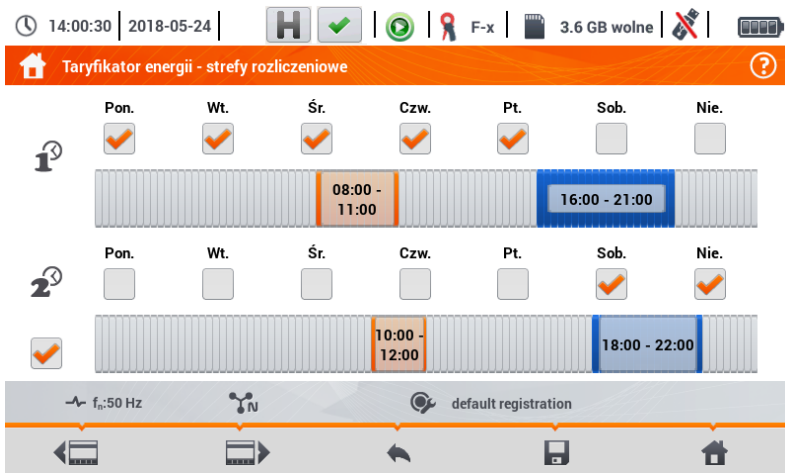 14:00:30 2018-05-24 H F-x 3.6 GB wolne
Taryfikator energii - strefy rozliczeniowe ?
Pon. Wt. Śr. Czw. Pt. Sob. Nie.
1
08:00 -
11:00
16:00 - 21:00
Pon. Wt. Śr. Czw. Pt. Sob. Nie.
2
10:00 -
12:00
18:00 - 22:00
fn:50 Hz N default registration